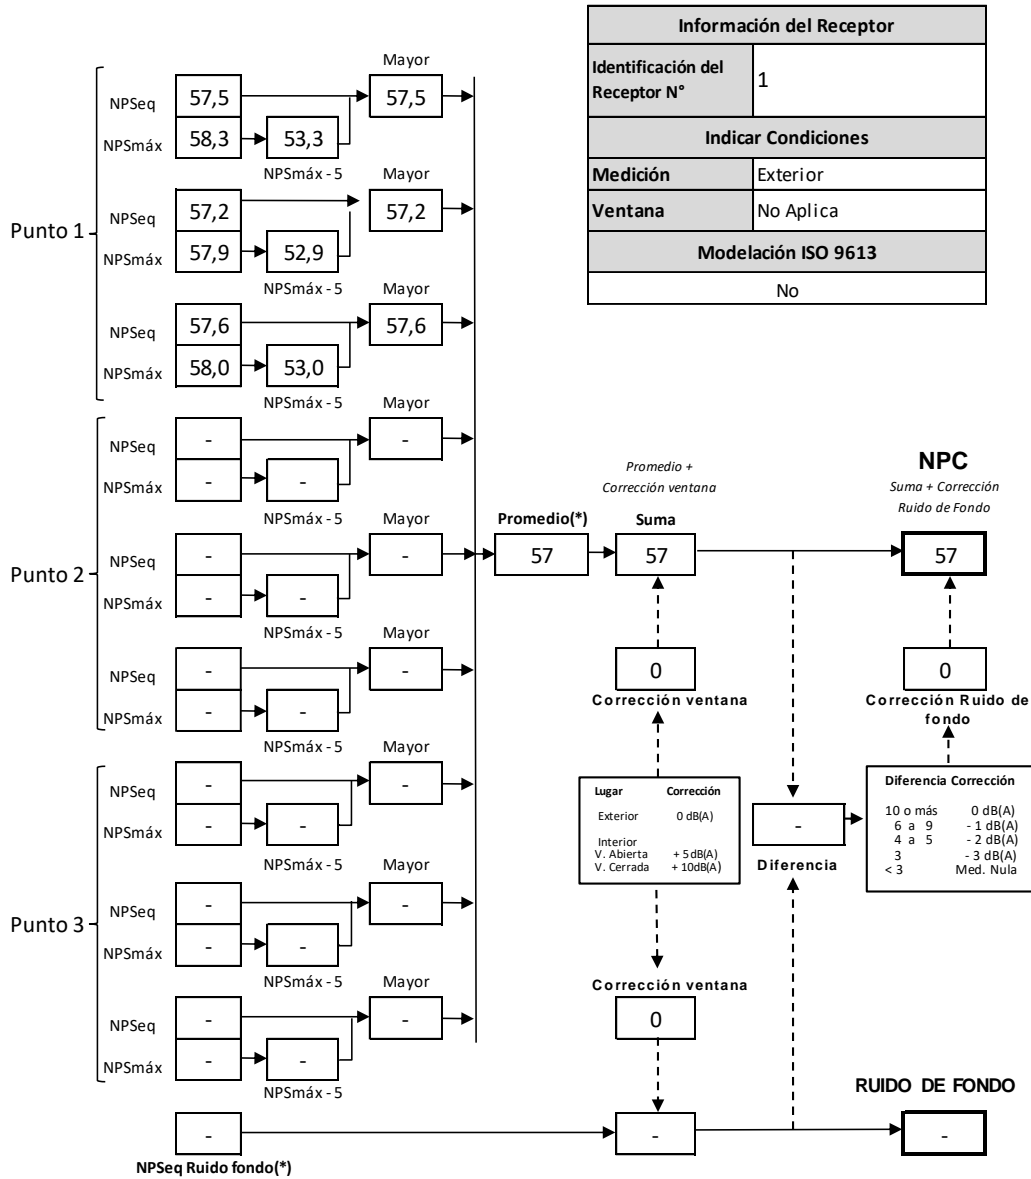 Información del Receptor
Identificación del
Receptor N°
1
Indicar Condiciones
Medición
Exterior
Ventana
No Aplica
Modelación ISO 9613
No
Punto 1
Mayor
NPSeq
57,5
57,5
NPSmáx
58,3
53,3
NPSmáx - 5
Mayor
NPSeq
57,2
57,2
NPSmáx
57,9
52,9
NPSmáx - 5
Mayor
NPSeq
57,6
57,6
NPSmáx
58,0
53,0
NPSmáx - 5
Punto 2
Mayor
NPSeq
-
-
NPSmáx
-
-
NPSmáx - 5
Mayor
NPSeq
-
-
NPSmáx
-
-
NPSmáx - 5
Mayor
NPSeq
-
-
NPSmáx
-
-
NPSmáx - 5
Punto 3
Mayor
NPSeq
-
-
NPSmáx
-
-
NPSmáx - 5
Mayor
NPSeq
-
-
NPSmáx
-
-
NPSmáx - 5
Mayor
NPSeq
-
-
NPSmáx
-
-
NPSmáx - 5
-
NPSeq Ruido fondo(*)
Promedio(*)
57
Promedio +
Corrección ventana
Suma
57
0
Corrección ventana
Lugar Corrección
Exterior 0 dB(A)
Interior
V. Abierta + 5 dB(A)
V. Cerrada + 10dB(A)
Corrección ventana
0
-
-
Diferencia
NPC
Suma + Corrección
Ruido de Fondo
57
0
Corrección Ruido de
fondo
Diferencia Corrección
10 o más 0 dB(A)
6 a 9 - 1 dB(A)
4 a 5 - 2 dB(A)
3 - 3 dB(A)
< 3 Med. Nula
RUIDO DE FONDO
-